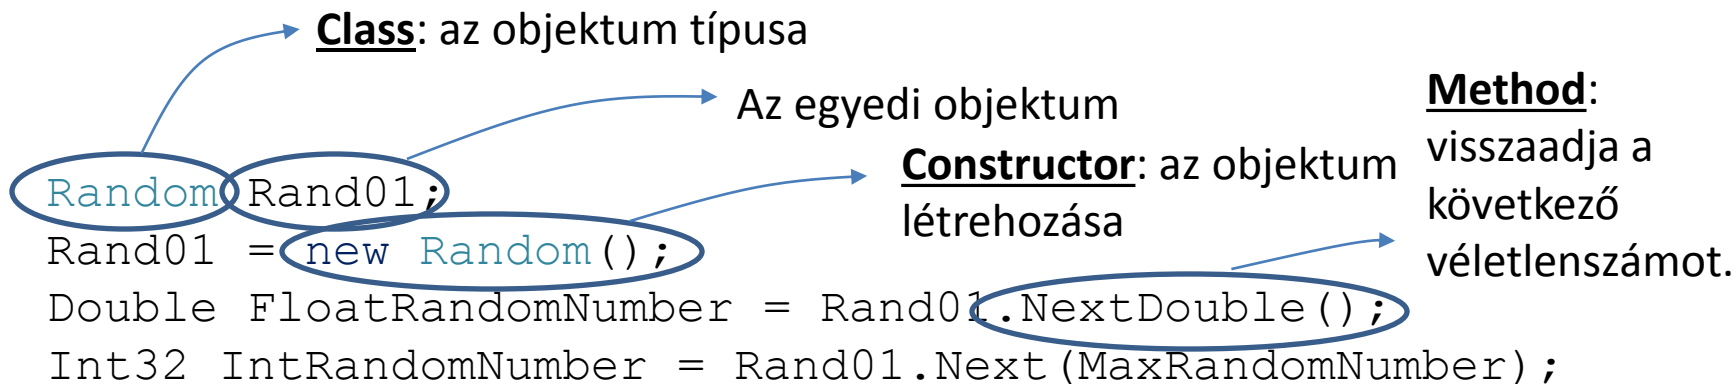 Class: az objektum típusa
Az egyedi objektum
Constructor: az objektum
létrehozása
Method:
visszaadja a
következő
véletlenszámot.
Random Rand01;
Rand01 = new Random();
Double FloatRandomNumber = Rand01.NextDouble();
Int32 IntRandomNumber = Rand01.Next(MaxRandomNumber);